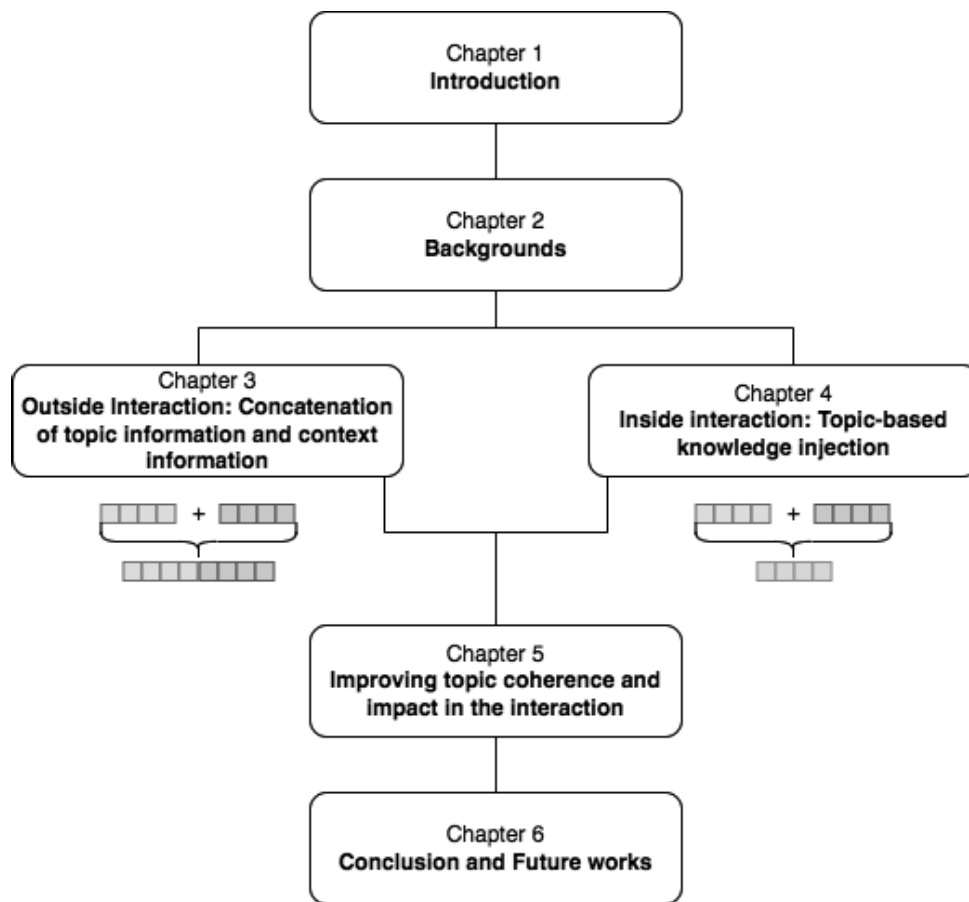 Chapter 1
Introduction
Chapter 2
Backgrounds
Chapter 3
Outside Interaction: Concatenation
of topic information and context
information
Chapter 4
Inside interaction: Topic-based
knowledge injection
+
+
Chapter 5
Improving topic coherence and
impact in the interaction
Chapter 6
Conclusion and Future works